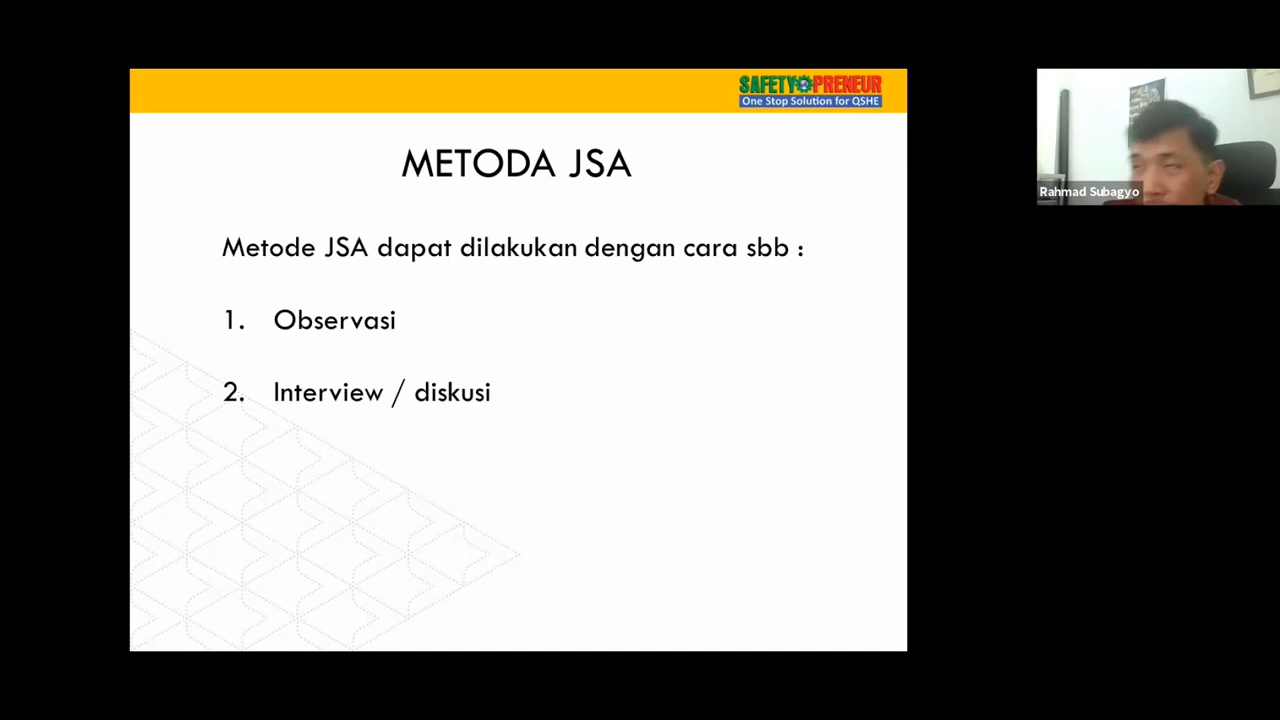 SAFETYPRENEUR
One Stop Solution for QSHE
METODA JSA
Metode JSA dapat dilakukan dengan cara sbb :
1. Observasi
2. Interview / diskusi
Rahmad Subagyo